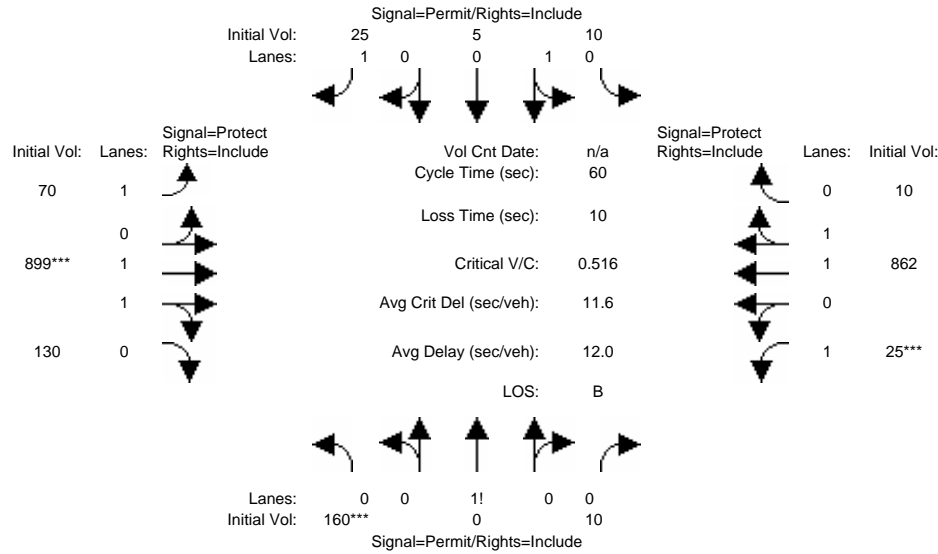 Signal=Permit/Rights=Include
Initial Vol: 25 5 10
Lanes: 1 0 0 1 0
Signal=Protect Signal=Protect
Initial Vol: Lanes: Rights=Include Vol Cnt Date: n/a Rights=Include Lanes: Initial Vol:
Cycle Time (sec): 60
70 1 0 10
Loss Time (sec): 10
0 1
899*** 1 Critical V/C: 0.516 1 862
1 Avg Crit Del (sec/veh): 11.6 0
130 0 Avg Delay (sec/veh): 12.0 1 25***
LOS: B
Lanes: 0 0 1! 0 0
Initial Vol: 160*** 0 10
Signal=Permit/Rights=Include